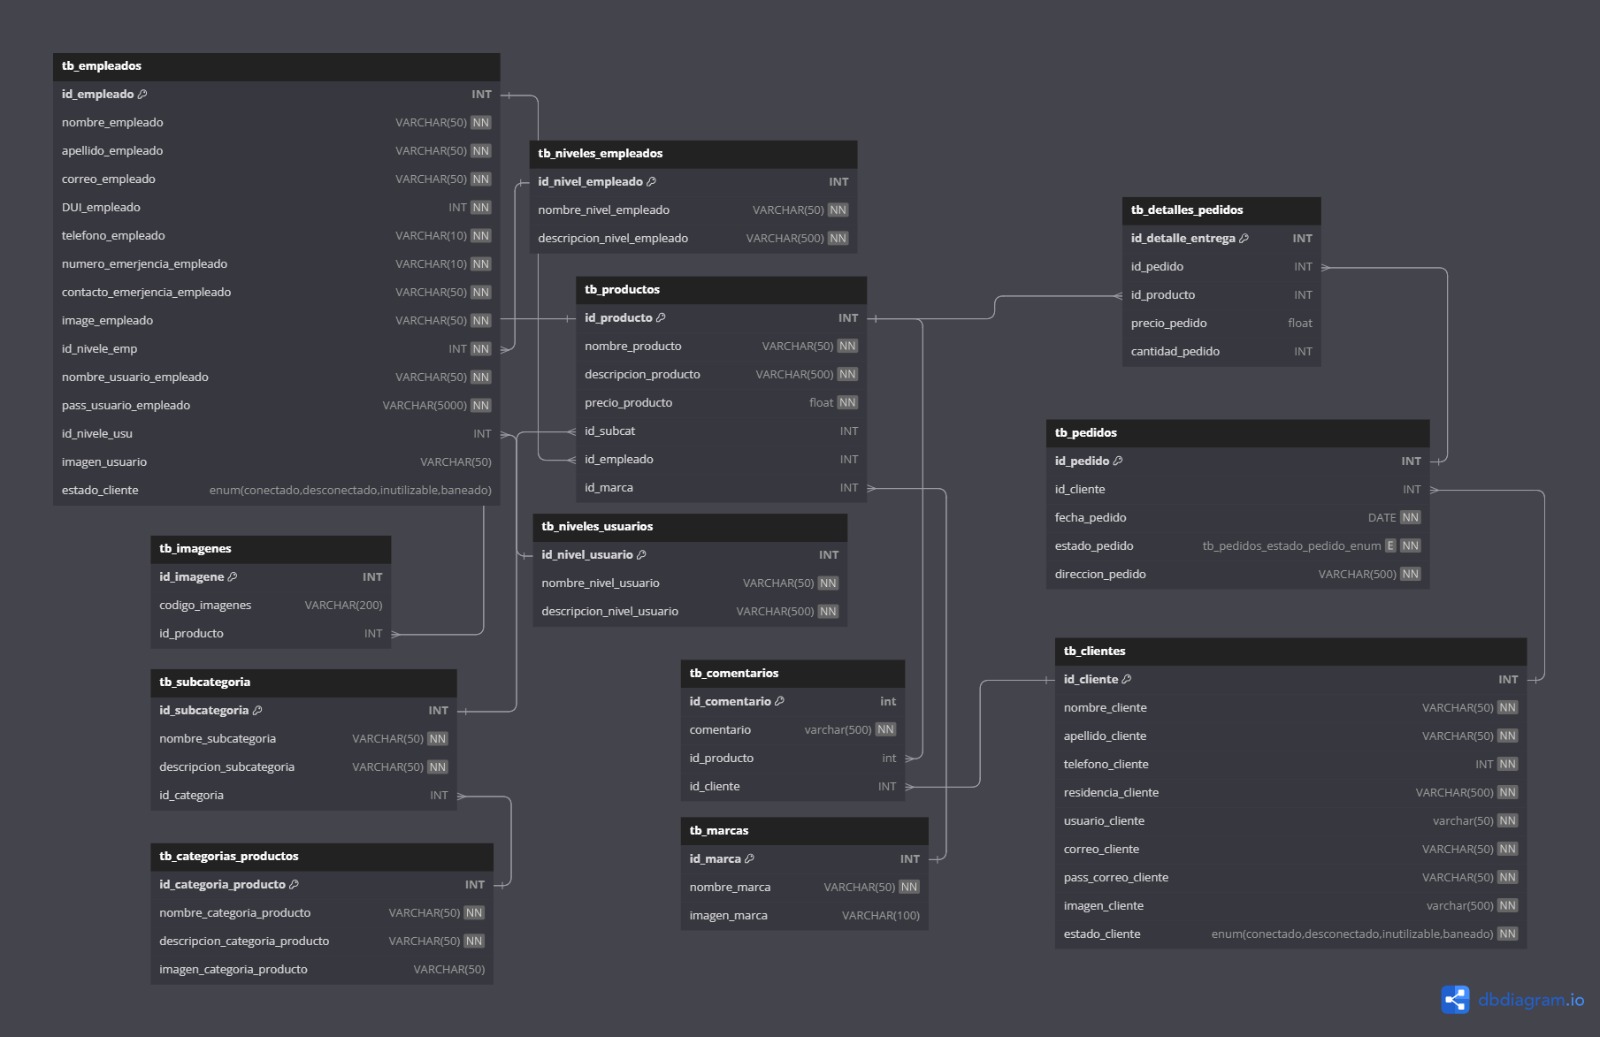 tb_empleados
id_empleado INT
nombre_empleado VARCHAR(50) NN
apellido_empleado VARCHAR(50) NN
correo_empleado VARCHAR(50) NN
DUI_empleado INT NN
telefono_empleado VARCHAR(10) NN
numero_emerjencia_empleado VARCHAR(10) NN
contacto_emerjencia_empleado VARCHAR(50) NN
image_empleado VARCHAR(50) NN
id_nivele_emp INT NN
nombre_usuario_empleado VARCHAR(50) NN
pass_usuario_empleado VARCHAR(5000) NN
id_nivele_usu INT
imagen_usuario VARCHAR(50)
estado_cliente enum(conectado,desconectado,inutilizable,baneado)
tb_niveles_empleados
id_nivel_empleado INT
nombre_nivel_empleado VARCHAR(50) NN
descripcion_nivel_empleado VARCHAR(500) NN
tb_productos
id_producto INT
nombre_producto VARCHAR(50) NN
descripcion_producto VARCHAR(500) NN
precio_producto float NN
id_subcat INT
id_empleado INT
id_marca INT
tb_niveles_usuarios
id_nivel_usuario INT
nombre_nivel_usuario VARCHAR(50) NN
descripcion_nivel_usuario VARCHAR(500) NN
tb_imagenes
id_imagene INT
codigo_imagenes VARCHAR(200)
id_producto INT
tb_subcategoria
id_subcategoria INT
nombre_subcategoria VARCHAR(50) NN
descripcion_subcategoria VARCHAR(50) NN
id_categoria INT
tb_categorias_productos
id_categoria_producto INT
nombre_categoria_producto VARCHAR(50) NN
descripcion_categoria_producto VARCHAR(50) NN
imagen_categoria_producto VARCHAR(50)
tb_comentarios
id_comentario int
comentario varchar(500) NN
id_producto int
id_cliente INT
tb_marcas
id_marca INT
nombre_marca VARCHAR(50) NN
imagen_marca VARCHAR(100)
tb_detalles_pedidos
id_detalle_entrega INT
id_pedido INT
id_producto INT
precio_pedido float
cantidad_pedido INT
tb_pedidos
id_pedido INT
id_cliente INT
fecha_pedido DATE NN
estado_pedido tb_pedidos_estado_pedido_enum E NN
direccion_pedido VARCHAR(500) NN
tb_clientes
id_cliente INT
nombre_cliente VARCHAR(50) NN
apellido_cliente VARCHAR(50) NN
telefono_cliente INT NN
residencia_cliente VARCHAR(500) NN
usuario_cliente varchar(50) NN
correo_cliente VARCHAR(50) NN
pass_correo_cliente VARCHAR(50) NN
imagen_cliente varchar(500) NN
estado_cliente enum(conectado,desconectado,inutilizable,baneado) NN
dbdiagram.io